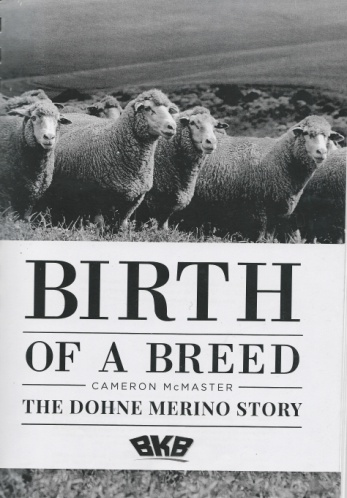 BIRTH
OF A BREED
CAMERON McMASTER
THE DOHNE MERINO STORY
BKB